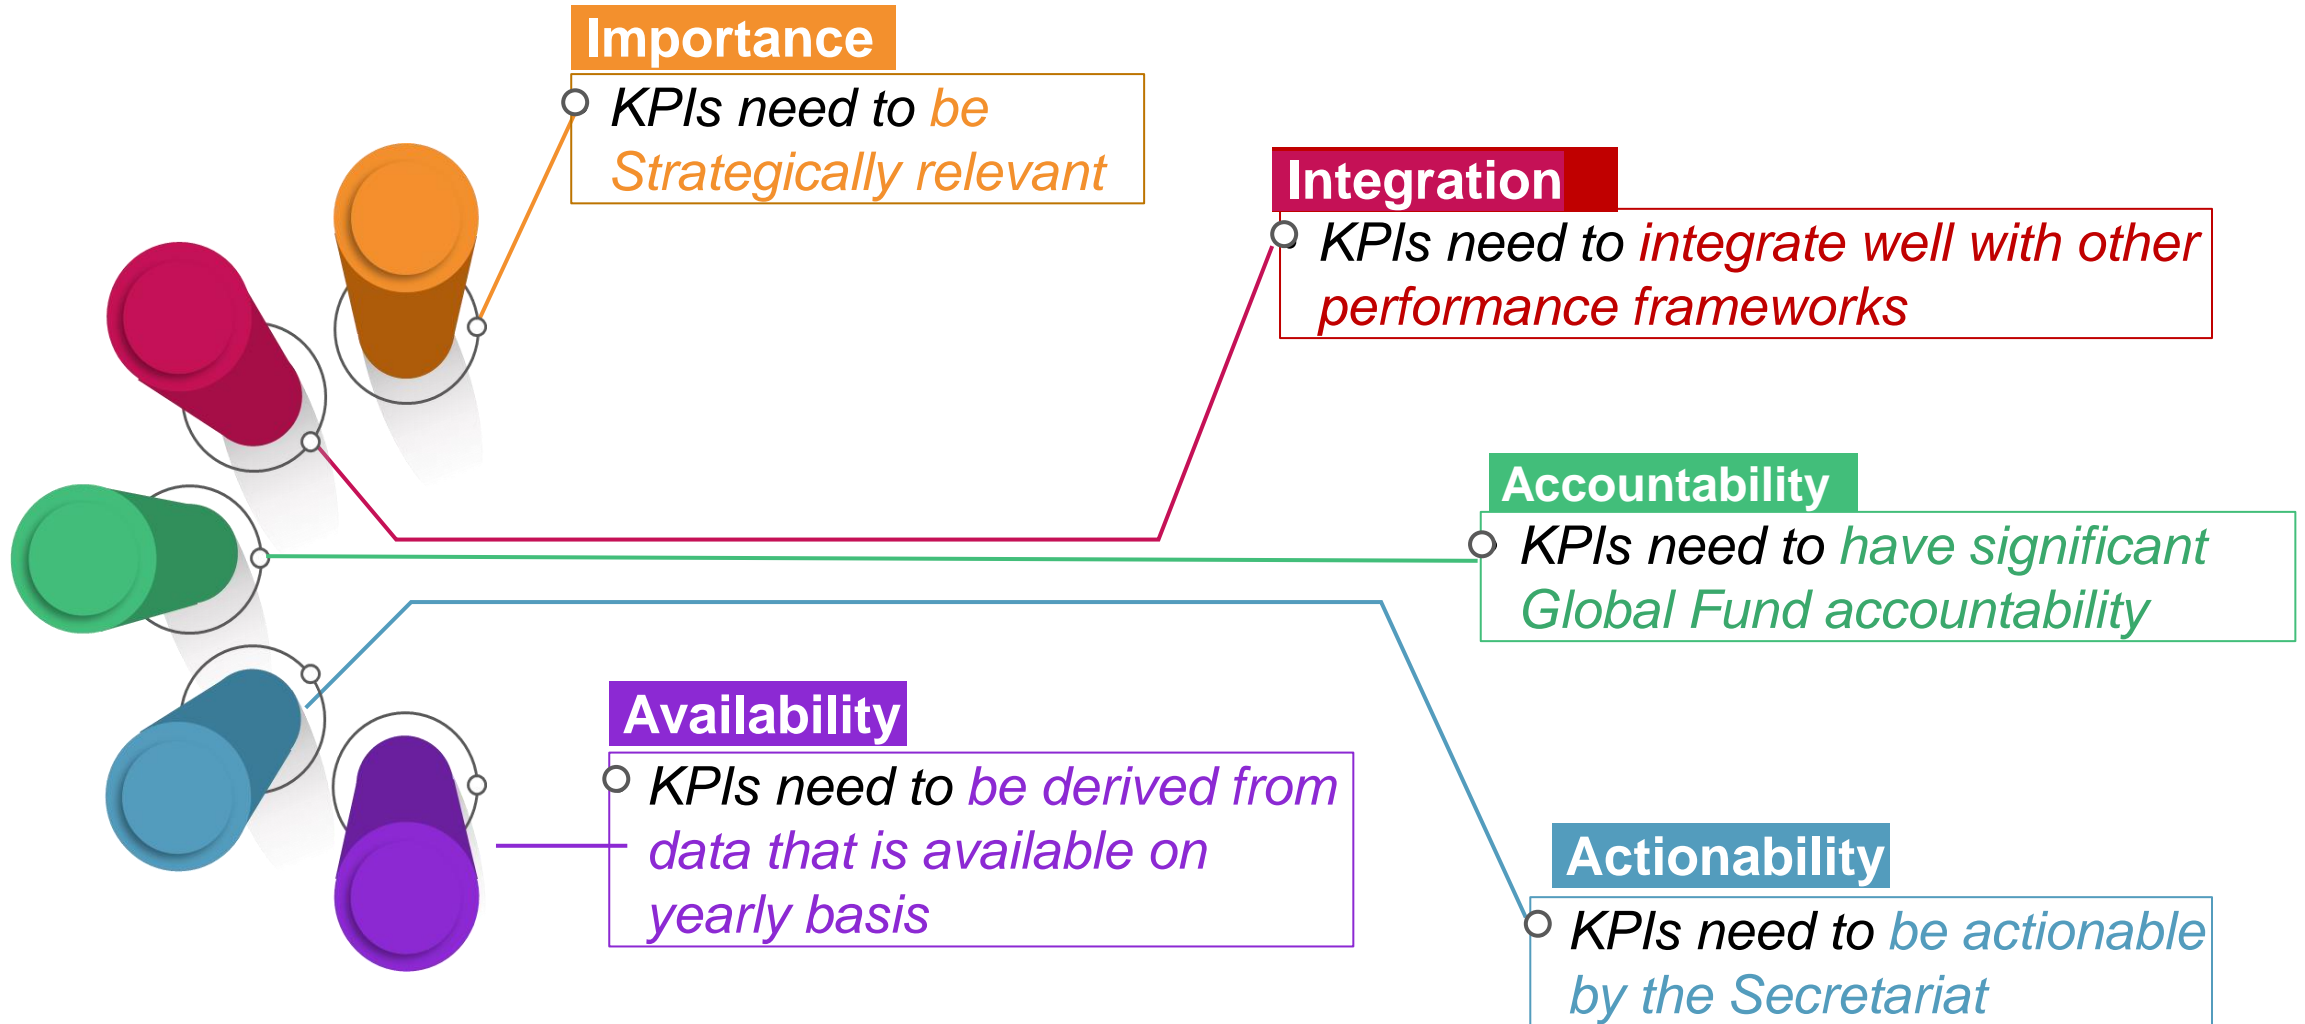 Importance
KPIs need to be
Strategically relevant
Integration
KPIs need to integrate well with other
performance frameworks
Accountability
KPIs need to have significant
Global Fund accountability
Availability
KPIs need to be derived from
data that is available on
yearly basis
Actionability
KPIs need to be actionable
by the Secretariat